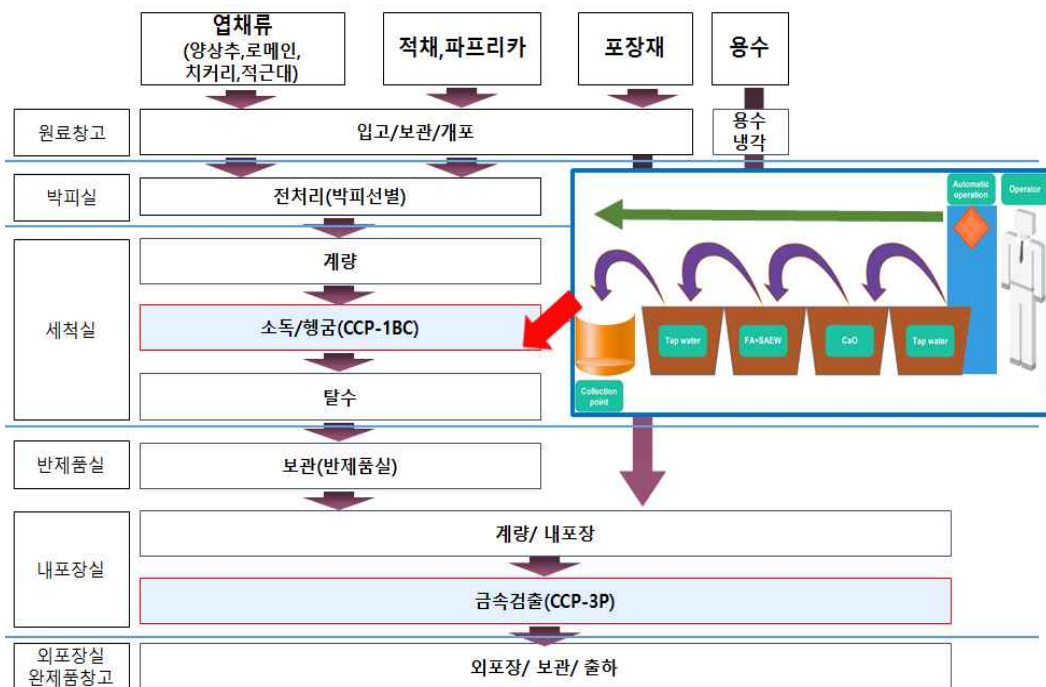 엽채류
(양상추,로메인,
치커리,적근대)
적채,파프리카
포장재
용수
원료창고
입고/보관/개포
용수
냉각
박피실
전처리(박피선별)
Automatic
operation
Operator
세척실
계량
소독/헹굼(CCP-1BC)
탈수
Tap water
FA+SAEW
CaO
Tap water
Collection
point
반제품실
보관(반제품실)
내포장실
계량/ 내포장
금속검출(CCP-3P)
외포장실
완제품창고
외포장/ 보관/ 출하